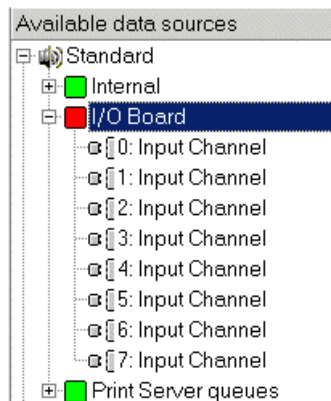 Available data sources
Standard
Internal
I/O Board
0: Input Channel
1: Input Channel
2: Input Channel
3: Input Channel
4: Input Channel
5: Input Channel
6: Input Channel
7: Input Channel
Print Server queues